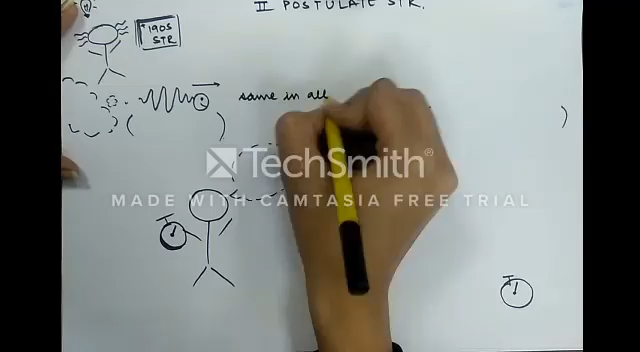 II POSTULATE STR.
1905
STR
same in all
TechSmith®
MADE WITH CAMTASIA FREE TRIAL